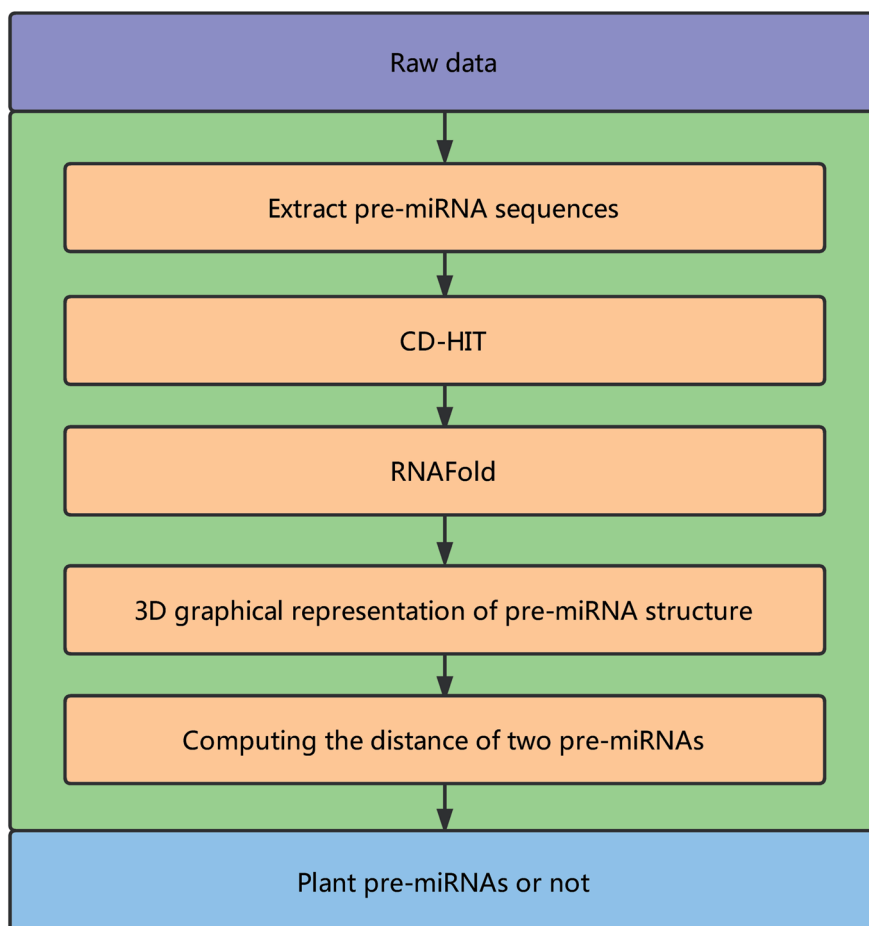 Raw data
Extract pre-miRNA sequences
CD-HIT
RNAFold
3D graphical representation of pre-miRNA structure
Computing the distance of two pre-miRNAs
Plant pre-miRNAs or not